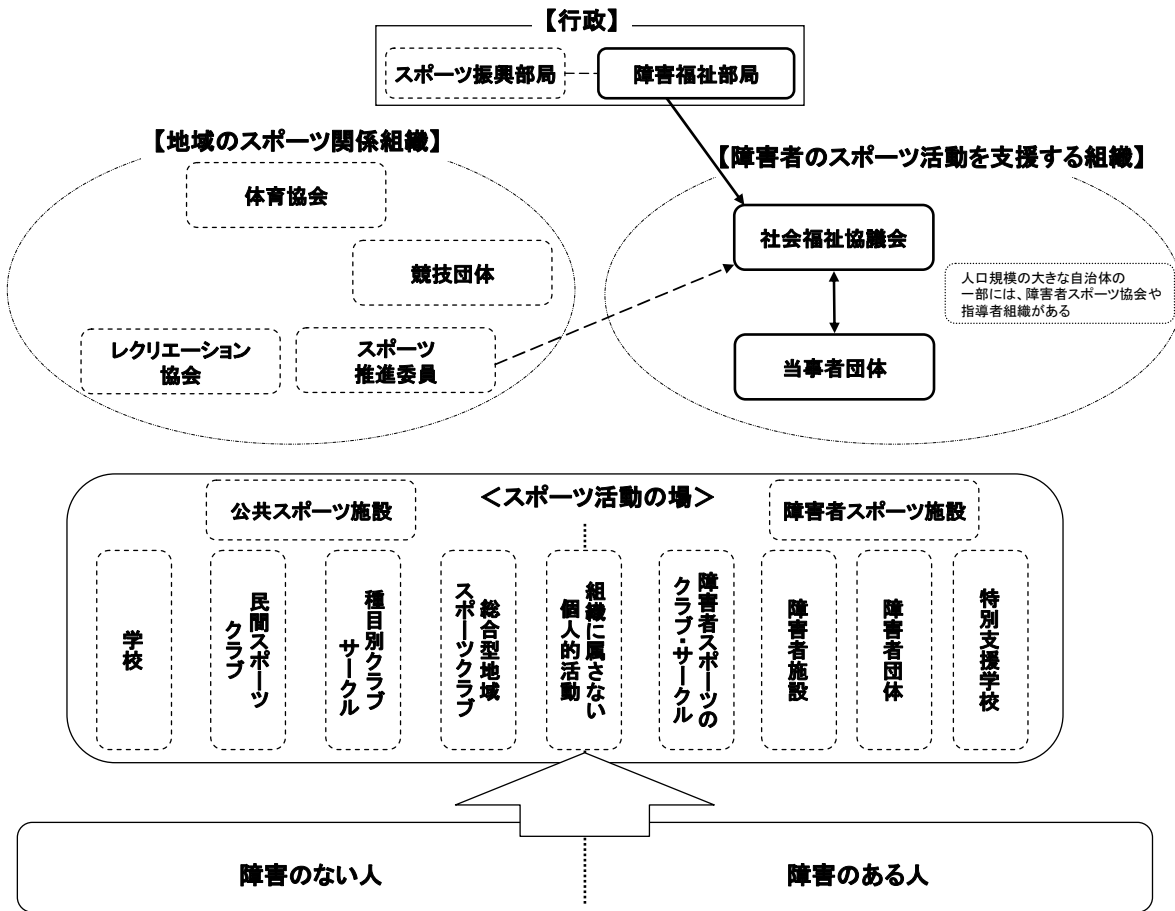 【行政】
スポーツ振興部局
障害福祉部局
【地域のスポーツ関係組織】
体育協会
競技団体
レクリエーション
協会
スポーツ
推進委員
【障害者のスポーツ活動を支援する組織】
社会福祉協議会
人口規模の大きな自治体の
一部には、障害者スポーツ協会や
指導者組織がある
当事者団体
＜スポーツ活動の場＞
公共スポーツ施設
障害者スポーツ施設
学校
民間スポーツ
クラブ
種目別クラブ
サークル
総合型地域
スポーツクラブ
組織に属さない
個人的活動
障害者スポーツの
クラブ・サークル
障害者施設
障害者団体
特別支援学校
障害のない人
障害のある人